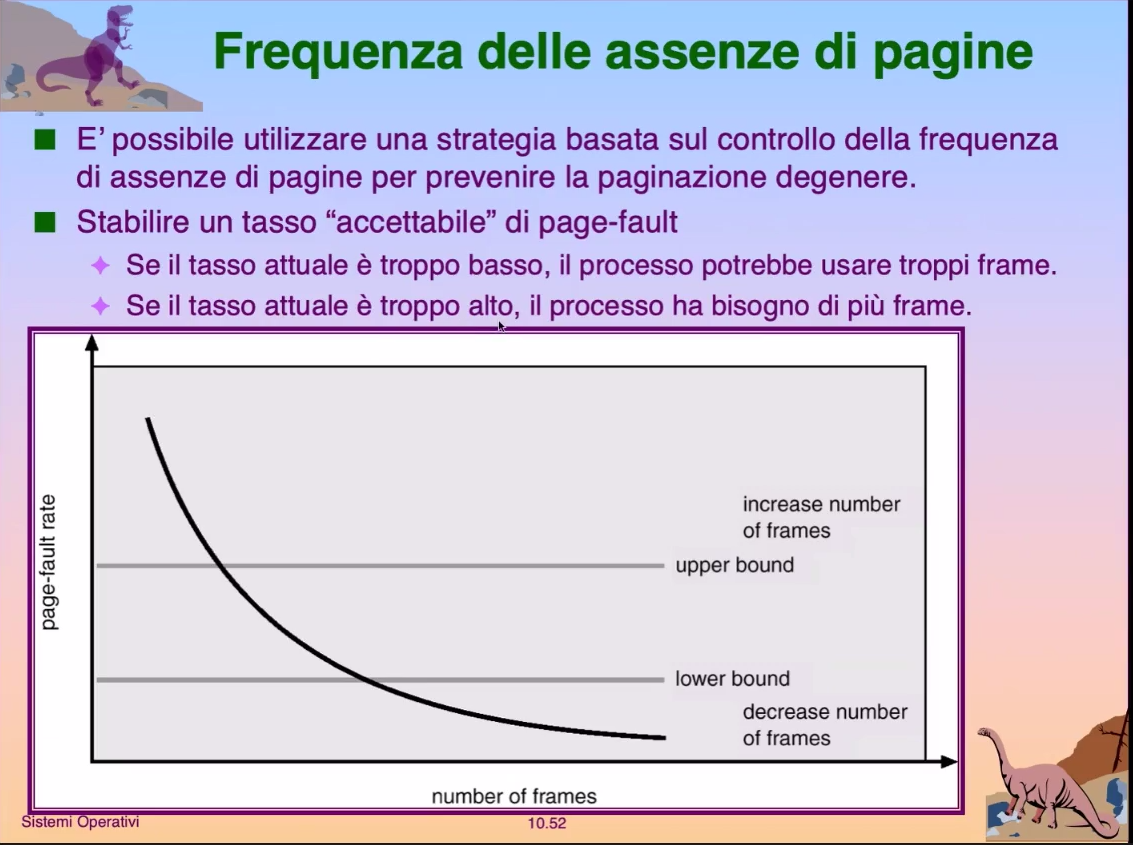 Frequenza delle assenze di pagine
E’ possibile utilizzare una strategia basata sul controllo della frequenza
di assenze di pagine per prevenire la paginazione degenere.
Stabilire un tasso “accettabile” di page-fault
Se il tasso attuale è troppo basso, il processo potrebbe usare troppi frame.
Se il tasso attuale è troppo alto, il processo ha bisogno di più frame.
page-fault rate
increase number
of frames
upper bound
lower bound
decrease number
of frames
number of frames
Sistemi Operativi
10.52